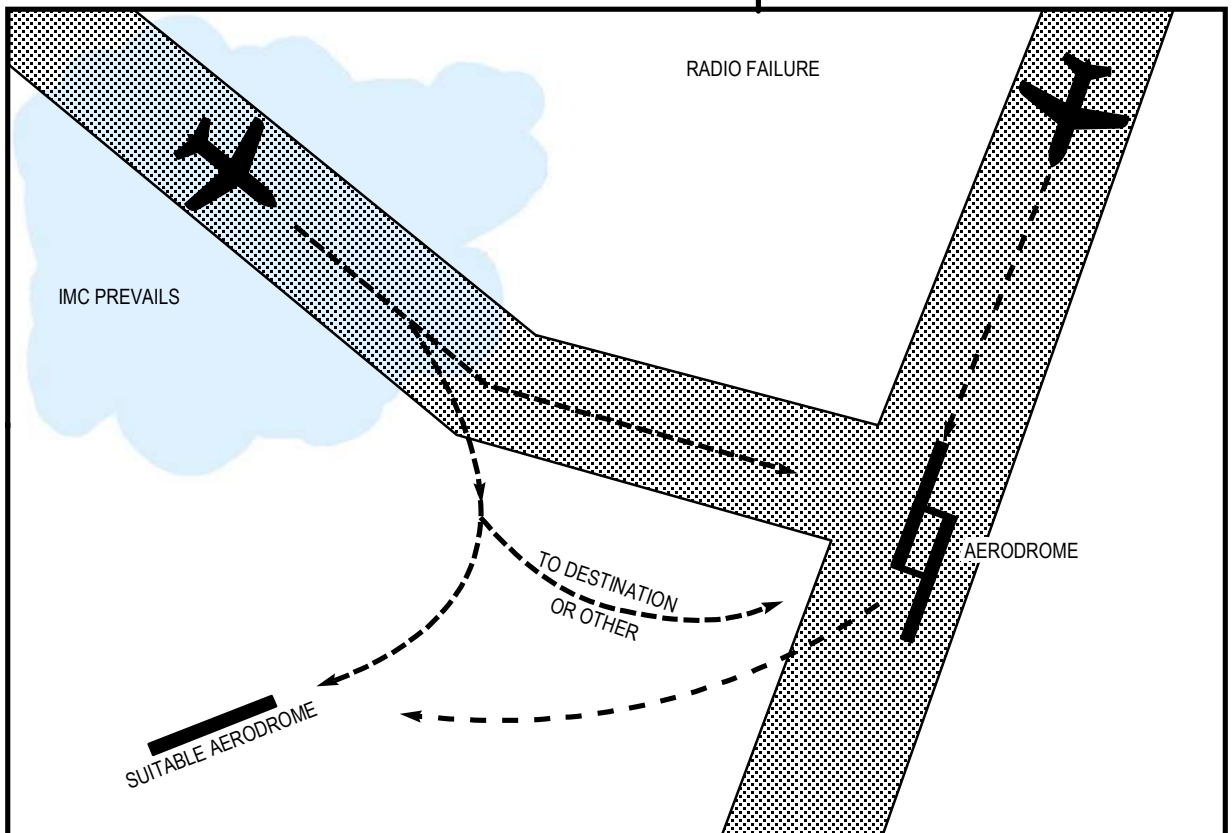 RADIO FAILURE
IMC PREVAILS
AERODROME
TO DESTINATION
OR OTHER
SUITABLE AERODROME